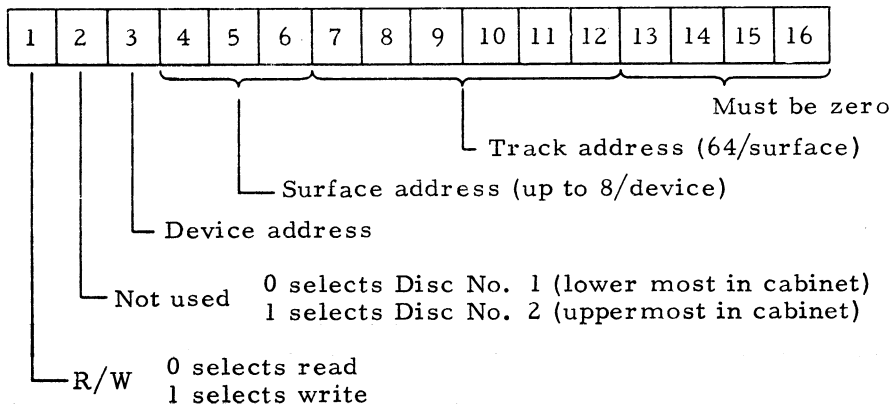 1 2 3 4 5 6 7 8 9 10 11 12 13 14 15 16
Must be zero
Track address (64/surface)
Surface address (up to 8/device)
Device address
Not used 0 selects Disc No. 1 (lower most in cabinet)
1 selects Disc No. 2 (uppermost in cabinet)
R/W 0 selects read
1 selects write